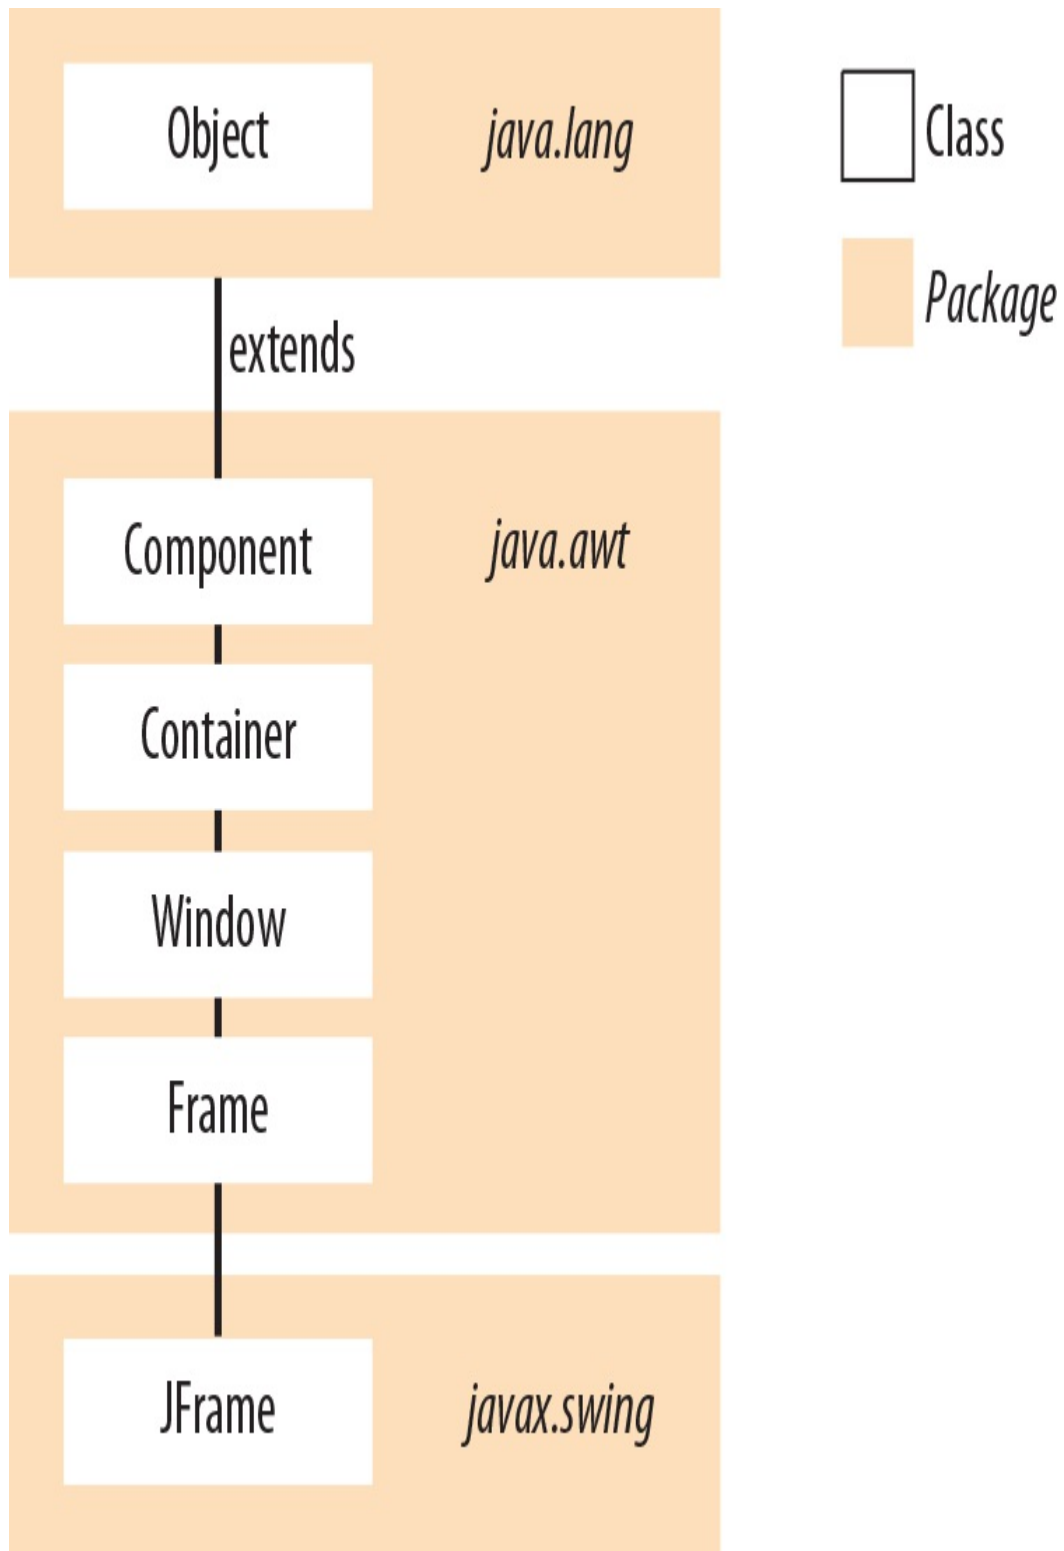 Object
java.lang
Class
Package
extends
Component
java.awt
Container
Window
Frame
JFrame
javax.swing